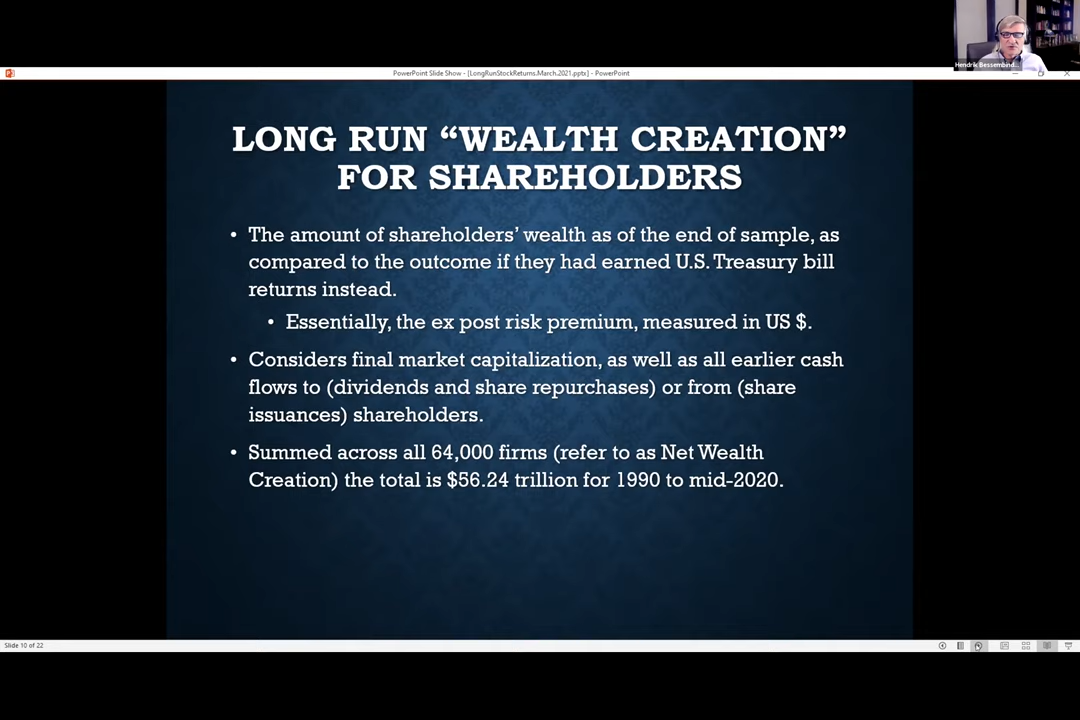 Hendrik Bessembind...
PowerPoint Slide Show - [LongRunStockReturns.March.2021.pptx] - PowerPoint
LONG RUN “WEALTH CREATION”
FOR SHAREHOLDERS
• The amount of shareholders’ wealth as of the end of sample, as
compared to the outcome if they had earned U.S. Treasury bill
returns instead.
• Essentially, the ex post risk premium, measured in US $.
• Considers final market capitalization, as well as all earlier cash
flows to (dividends and share repurchases) or from (share
issuances) shareholders.
• Summed across all 64,000 firms (refer to as Net Wealth
Creation) the total is $56.24 trillion for 1990 to mid-2020.
Slide 10 of 22